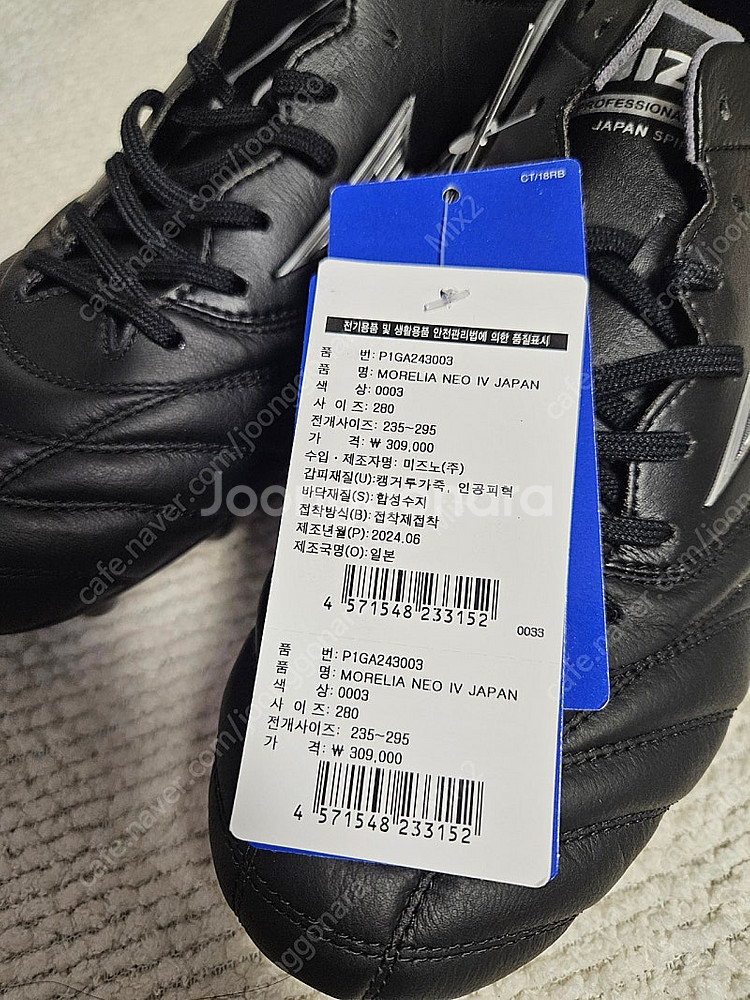 CT/18RB
MIZ
PROFESSIONA
JAPAN SPI
Mix2
전기용품 및 생활용품 안전관리법에 의한 품질표시
품 번: P1GA243003
품 명: MORELIA NEO IV JAPAN
색 상: 0003
사 이 즈: 280
전개사이즈: 235~295
가 격: ₩ 309,000
수입 · 제조자명: 미즈노(주)
갑피재질(U):캥거루가죽, 인공피혁
바닥재질(S):합성수지
접착방식(B):접착제접착
제조년월(P):2024.06
제조국명(O):일본
4 571548 233152
0033
품 번: P1GA243003
품 명: MORELIA NEO IV JAPAN
색 상: 0003
사 이 즈: 280
전개사이즈: 235~295
가 격: ₩ 309,000
4 571548 233152
Joonggonara
cafe.naver.com/joonggonara